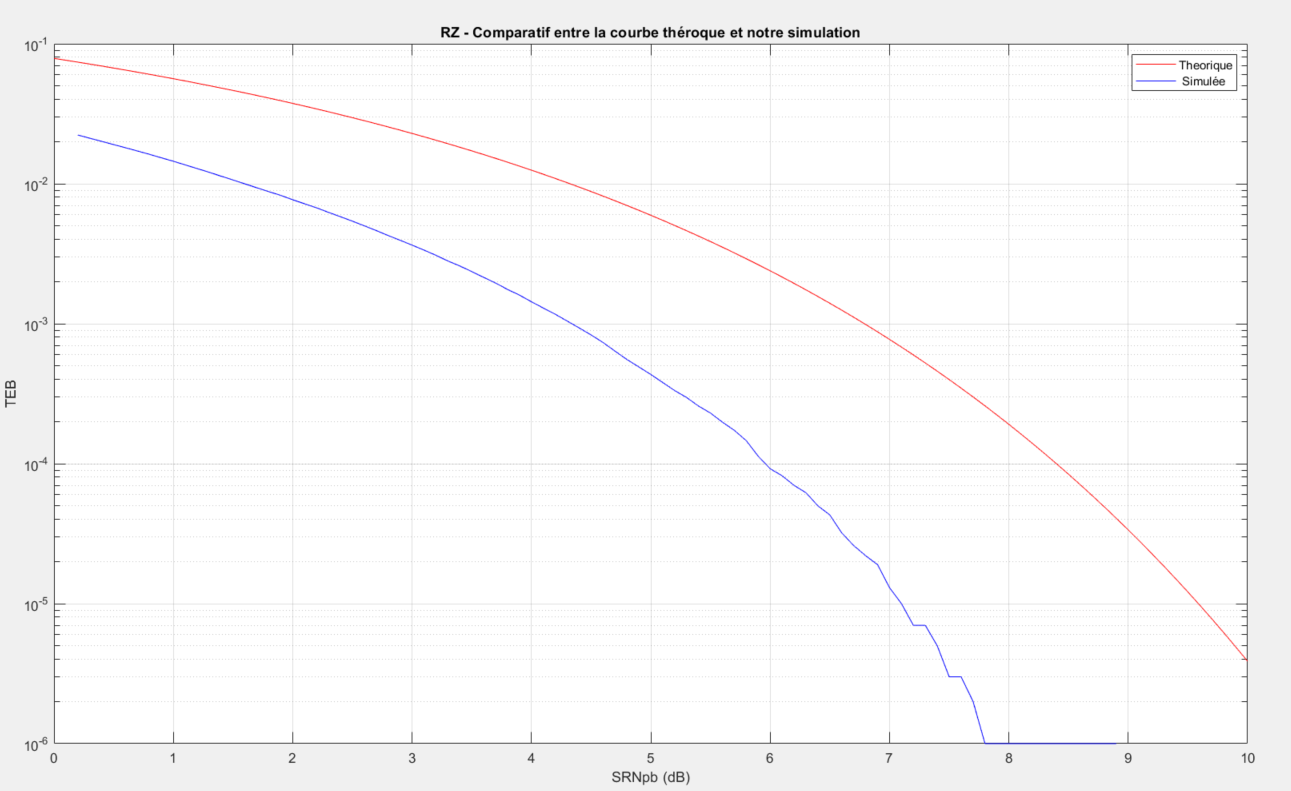 RZ - Comparatif entre la courbe théroque et notre simulation
10^-1
Theorique
Simulée
10^-2
10^-3
TEB
10^-4
10^-5
10^-6
0 1 2 3 4 5 6 7 8 9 10
SRNpb (dB)